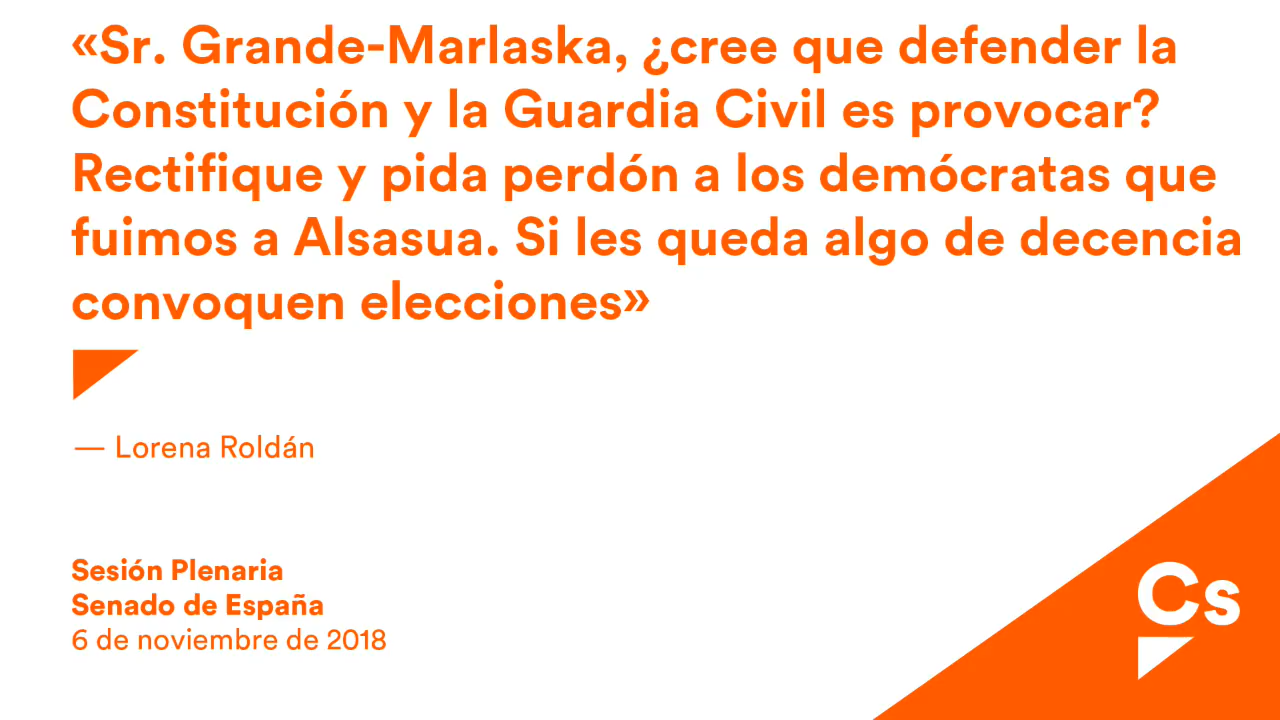 «Sr. Grande-Marlaska, ¿cree que defender la
Constitución y la Guardia Civil es provocar?
Rectifique y pida perdón a los demócratas que
fuimos a Alsasua. Si les queda algo de decencia
convoquen elecciones»
— Lorena Roldán
Sesión Plenaria
Senado de España
6 de noviembre de 2018
Cs